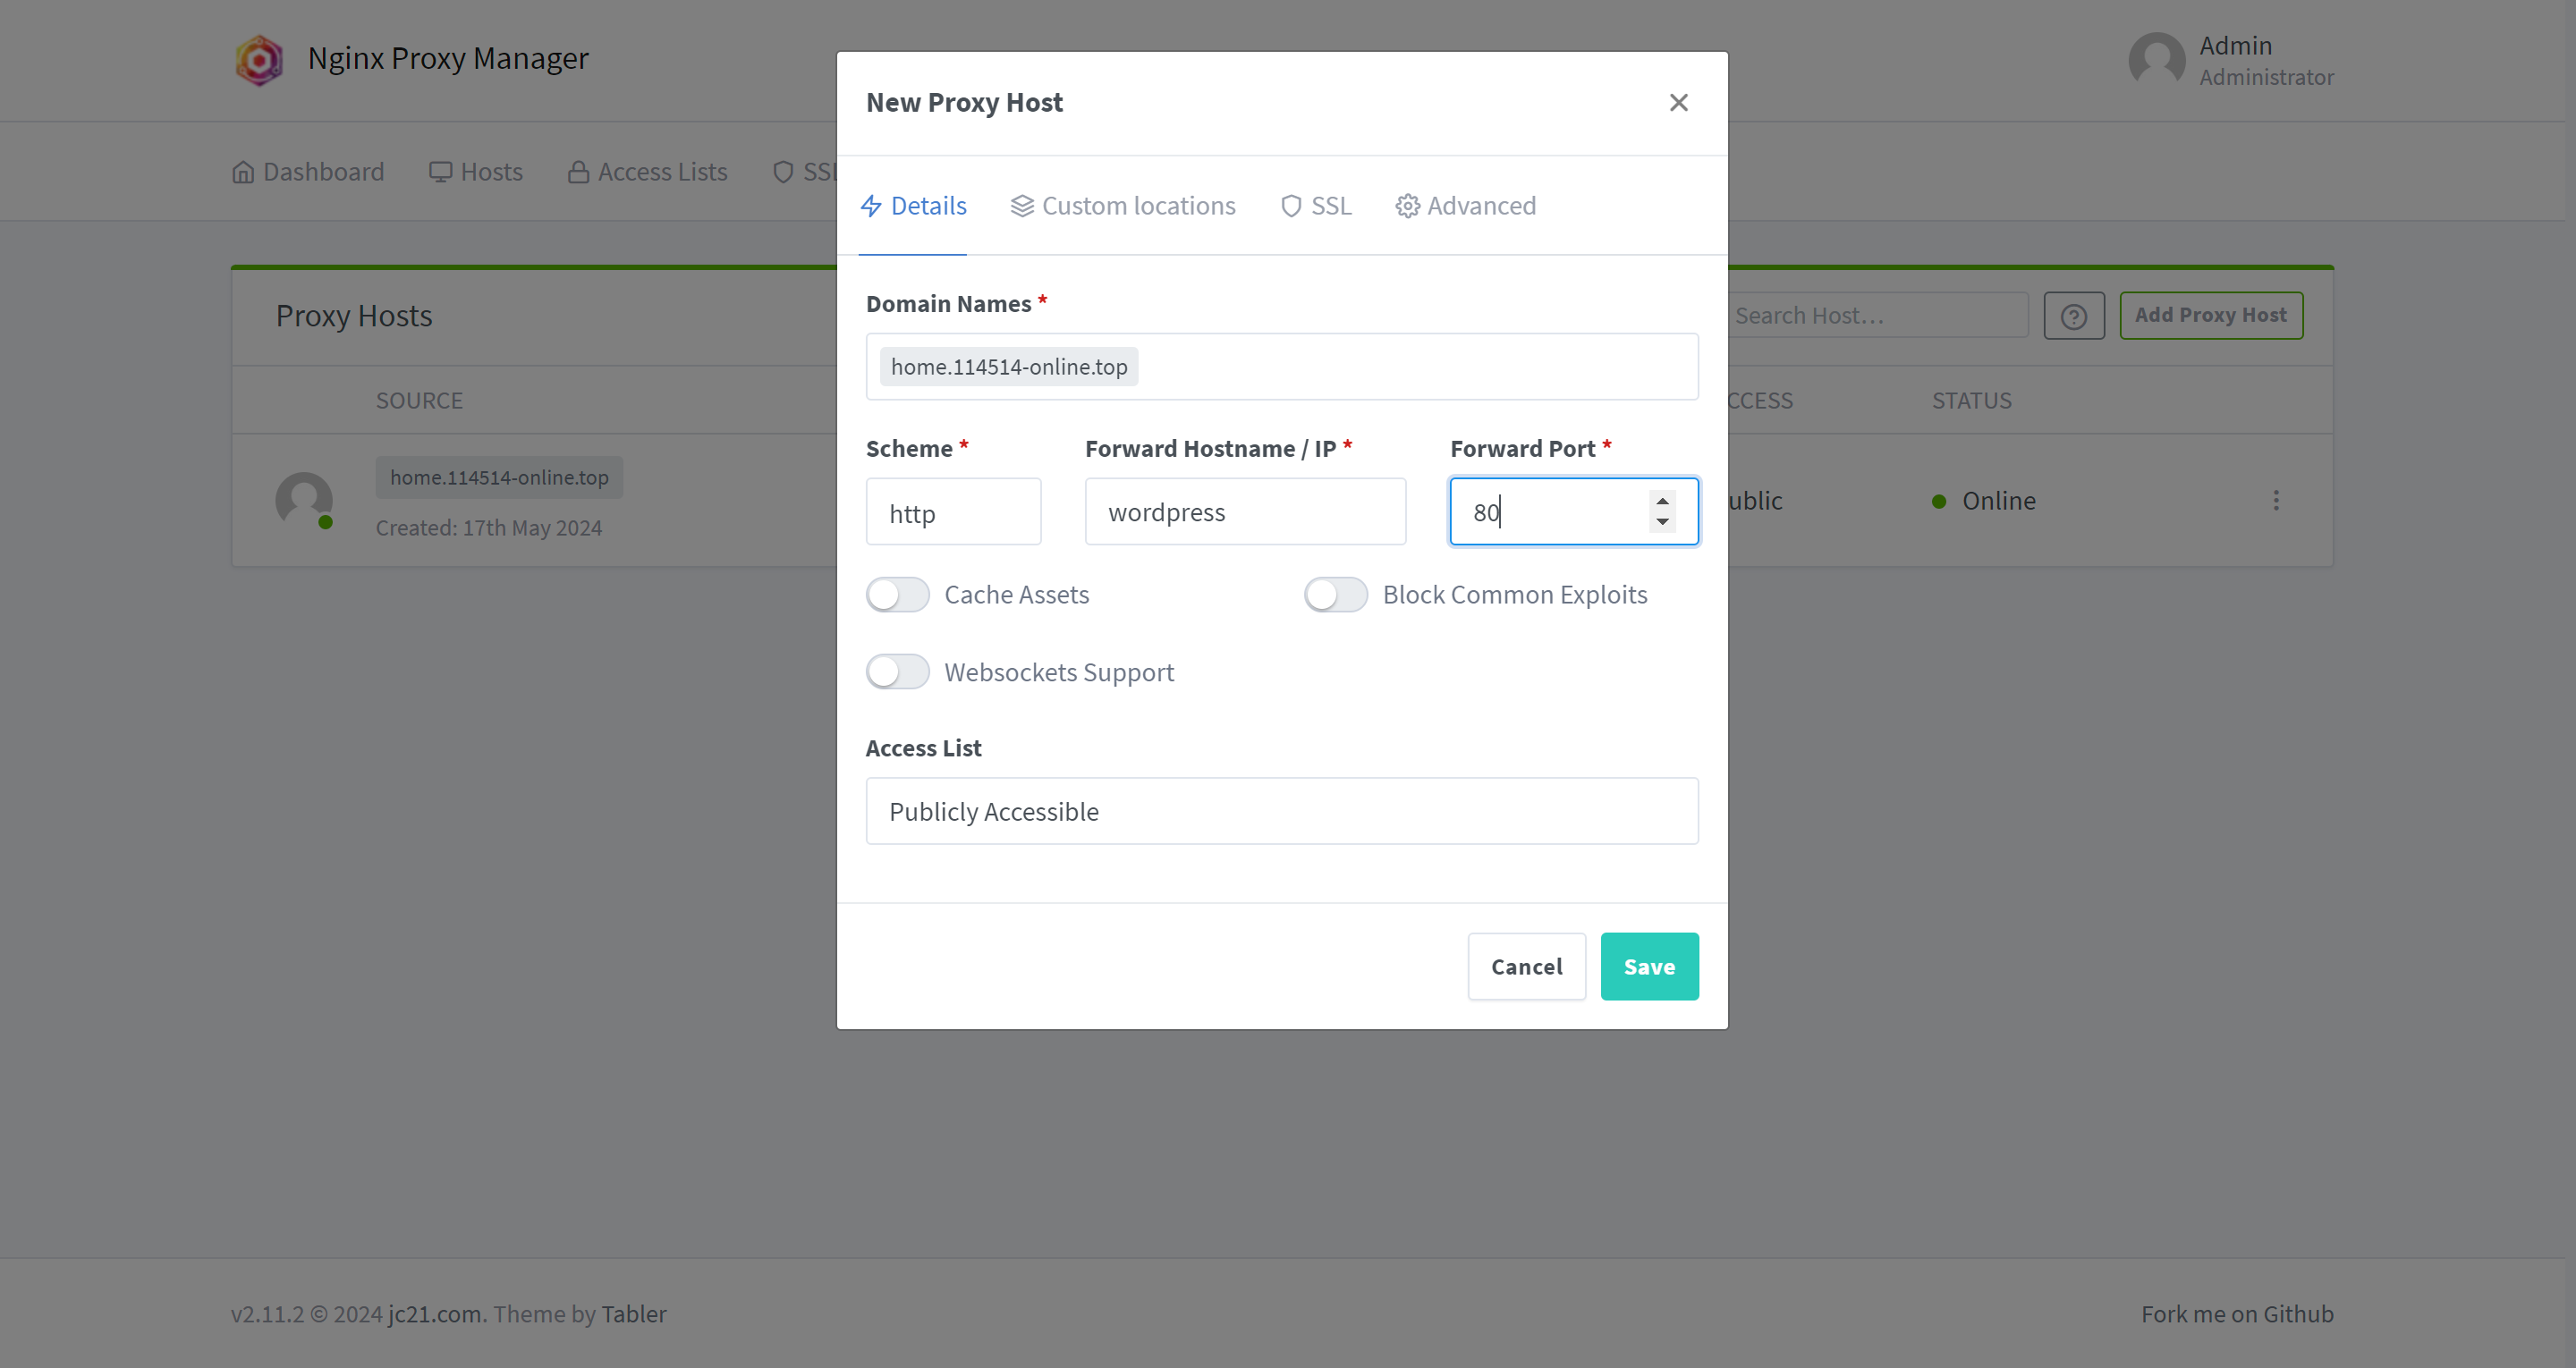 Nginx Proxy Manager
Admin
Administrator
Dashboard
Hosts
Access Lists
SSL
New Proxy Host
Details
Custom locations
SSL
Advanced
Proxy Hosts
Search Host…
Add Proxy Host
SOURCE
CCESS
STATUS
home.114514-online.top
Created: 17th May 2024
ublic
Online
Domain Names *
home.114514-online.top
Scheme *
Forward Hostname / IP *
Forward Port *
http
wordpress
80
Cache Assets
Block Common Exploits
Websockets Support
Access List
Publicly Accessible
Cancel
Save
v2.11.2 © 2024 jc21.com. Theme by Tabler
Fork me on Github